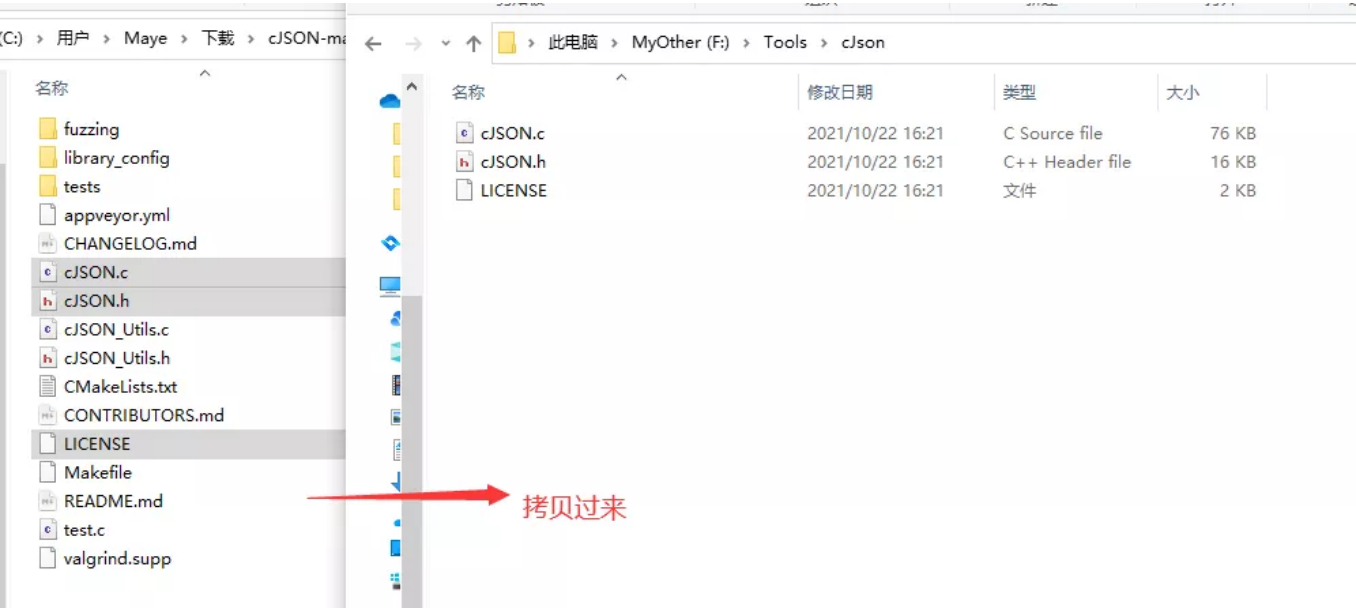 (C:) › 用户 › Maye › 下载 › cJSON-ma
名称
fuzzing
library_config
tests
appveyor.yml
CHANGELOG.md
cJSON.c
cJSON.h
cJSON_Utils.c
cJSON_Utils.h
CMakeLists.txt
CONTRIBUTORS.md
LICENSE
Makefile
README.md
test.c
valgrind.supp
此电脑 › MyOther (F:) › Tools › cJson
名称 修改日期 类型 大小
cJSON.c 2021/10/22 16:21 C Source file 76 KB
cJSON.h 2021/10/22 16:21 C++ Header file 16 KB
LICENSE 2021/10/22 16:21 文件 2 KB
拷贝过来